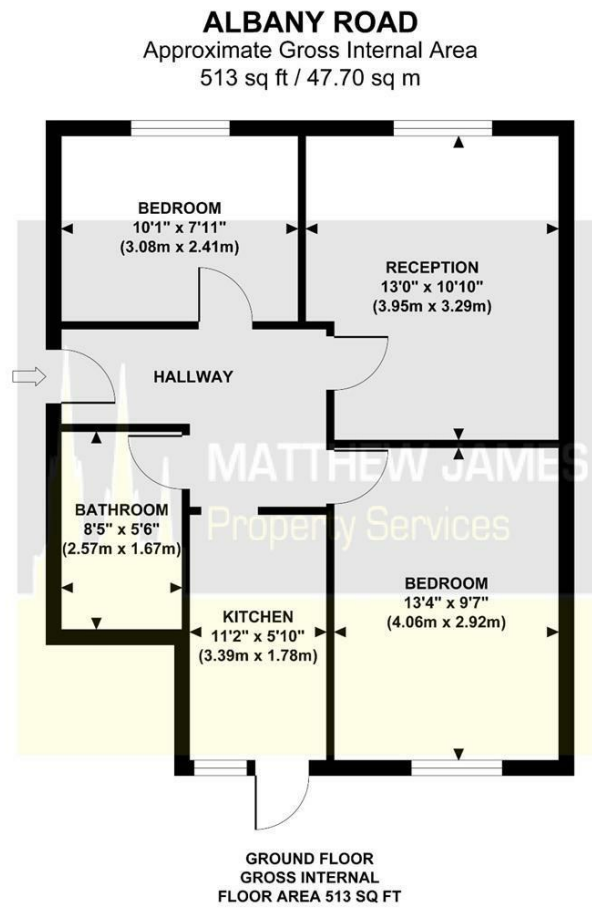 ALBANY ROAD
Approximate Gross Internal Area
513 sq ft / 47.70 sq m
BEDROOM
10'1" x 7'11"
(3.08m x 2.41m)
RECEPTION
13'0" x 10'10"
(3.95m x 3.29m)
HALLWAY
MATTHEW JAMES
Property Services
BATHROOM
8'5" x 5'6"
(2.57m x 1.67m)
BEDROOM
13'4" x 9'7"
(4.06m x 2.92m)
KITCHEN
11'2" x 5'10"
(3.39m x 1.78m)
GROUND FLOOR
GROSS INTERNAL
FLOOR AREA 513 SQ FT